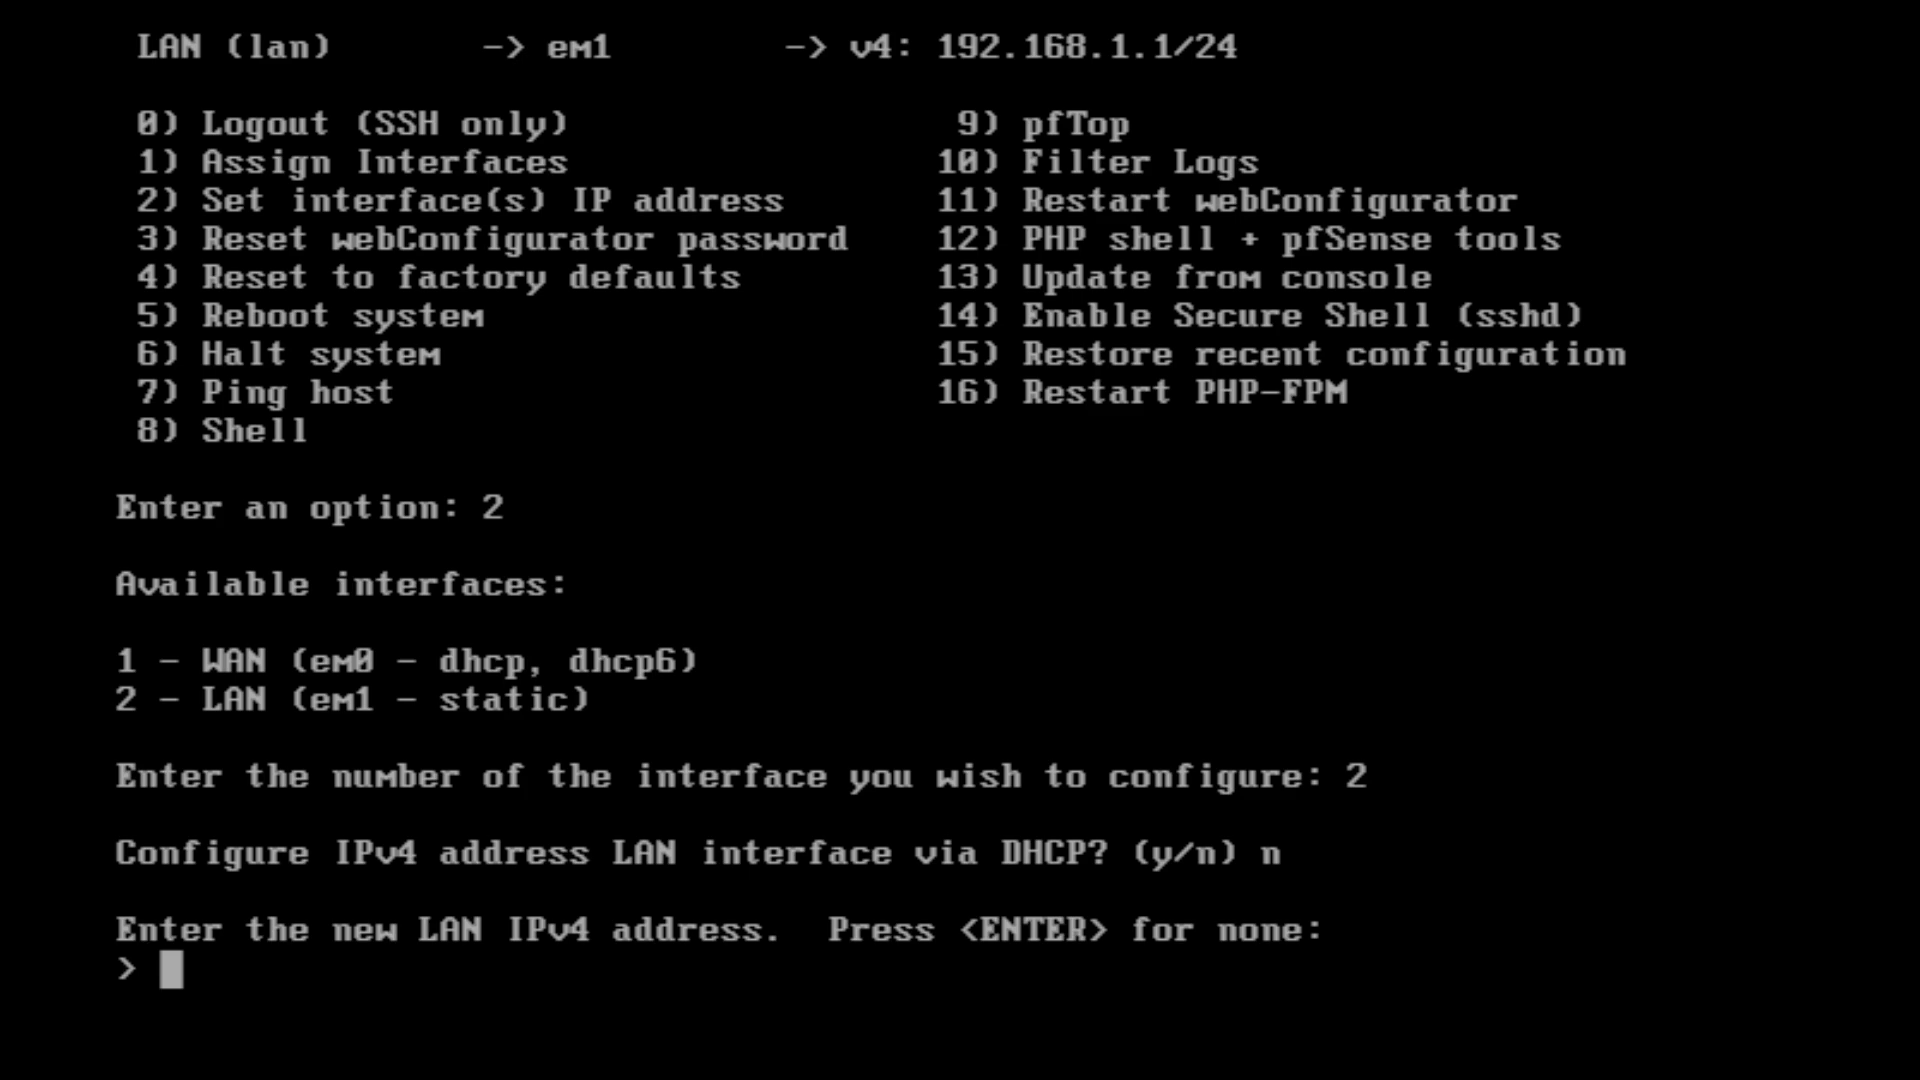 LAN (lan)       -> em1        -> v4: 192.168.1.1/24
0) Logout (SSH only)                  9) pfTop
1) Assign Interfaces                 10) Filter Logs
2) Set interface(s) IP address       11) Restart webConfigurator
3) Reset webConfigurator password    12) PHP shell + pfSense tools
4) Reset to factory defaults         13) Update from console
5) Reboot system                     14) Enable Secure Shell (sshd)
6) Halt system                       15) Restore recent configuration
7) Ping host                         16) Restart PHP-FPM
8) Shell
Enter an option: 2
Available interfaces:
1 - WAN (em0 - dhcp, dhcp6)
2 - LAN (em1 - static)
Enter the number of the interface you wish to configure: 2
Configure IPv4 address LAN interface via DHCP? (y/n) n
Enter the new LAN IPv4 address.  Press <ENTER> for none:
>